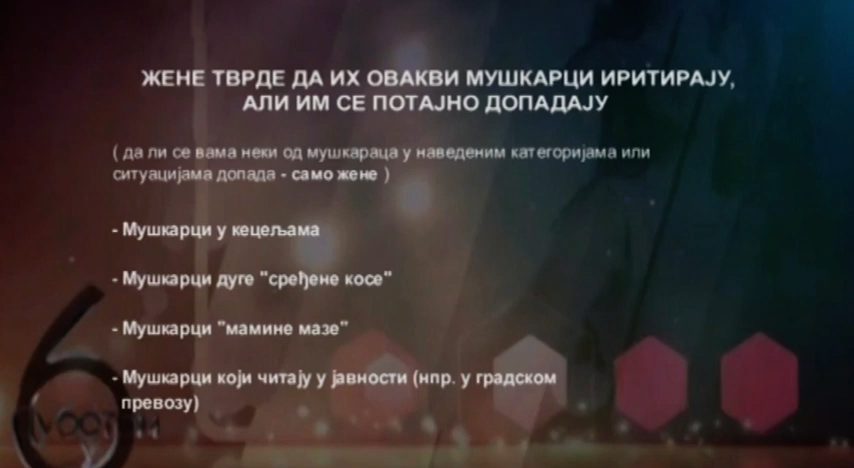 ЖЕНЕ ТВРДЕ ДА ИХ ОВАКВИ МУШКАРЦИ ИРИТИРАЈУ,
АЛИ ИМ СЕ ПОТАЈНО ДОПАДАЈУ
( да ли се вама неки од мушкараца у наведеним категоријама или
ситуацијама допада - само жене )
- Мушкарци у кецељама
- Мушкарци дуге "сређене косе"
- Мушкарци "мамине мазе"
- Мушкарци који читају у јавности (нпр. у градском
превозу)
6